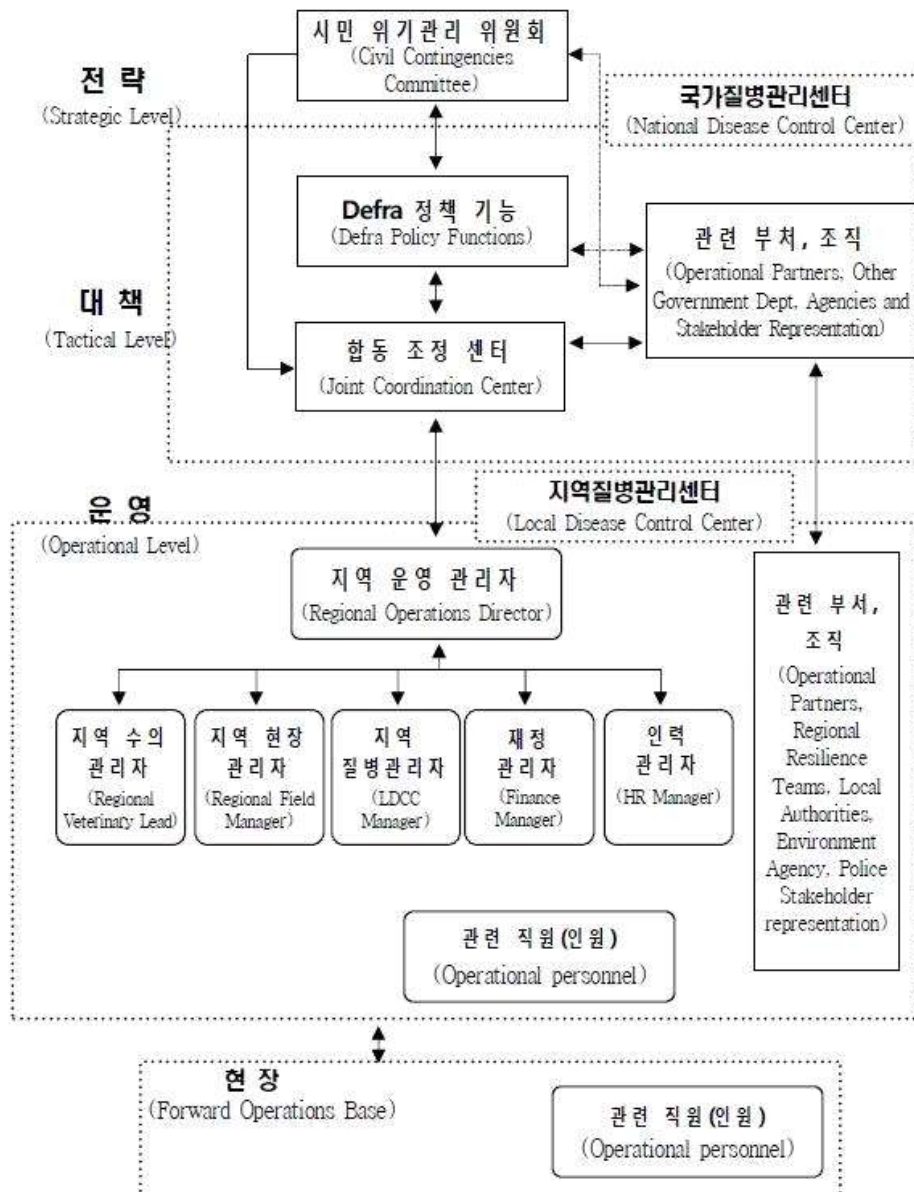 시민 위기관리 위원회
(Civil Contingencies
Committee)
전 략
(Strategic Level)
국가질병관리센터
(National Disease Control Center)
Defra 정책 기능
(Defra Policy Functions)
관련 부처, 조직
(Operational Partners, Other
Government Dept, Agencies and
Stakeholder Representation)
대 책
(Tactical Level)
합동 조정 센터
(Joint Coordination Center)
지역질병관리센터
(Local Disease Control Center)
운 영
(Operational Level)
지역 운영 관리자
(Regional Operations Director)
관련 부서,
조직
(Operational
Partners,
Regional
Resilience
Teams, Local
Authorities,
Environment
Agency, Police
Stakeholder
representation)
지역 수의
관리자
(Regional
Veterinary Lead)
지역 현장
관리자
(Regional Field
Manager)
지역
질병관리자
(LDCC
Manager)
재정
관리자
(Finance
Manager)
인력
관리자
(HR Manager)
관련 직원(인원)
(Operational personnel)
현 장
(Forward Operations Base)
관련 직원(인원)
(Operational personnel)